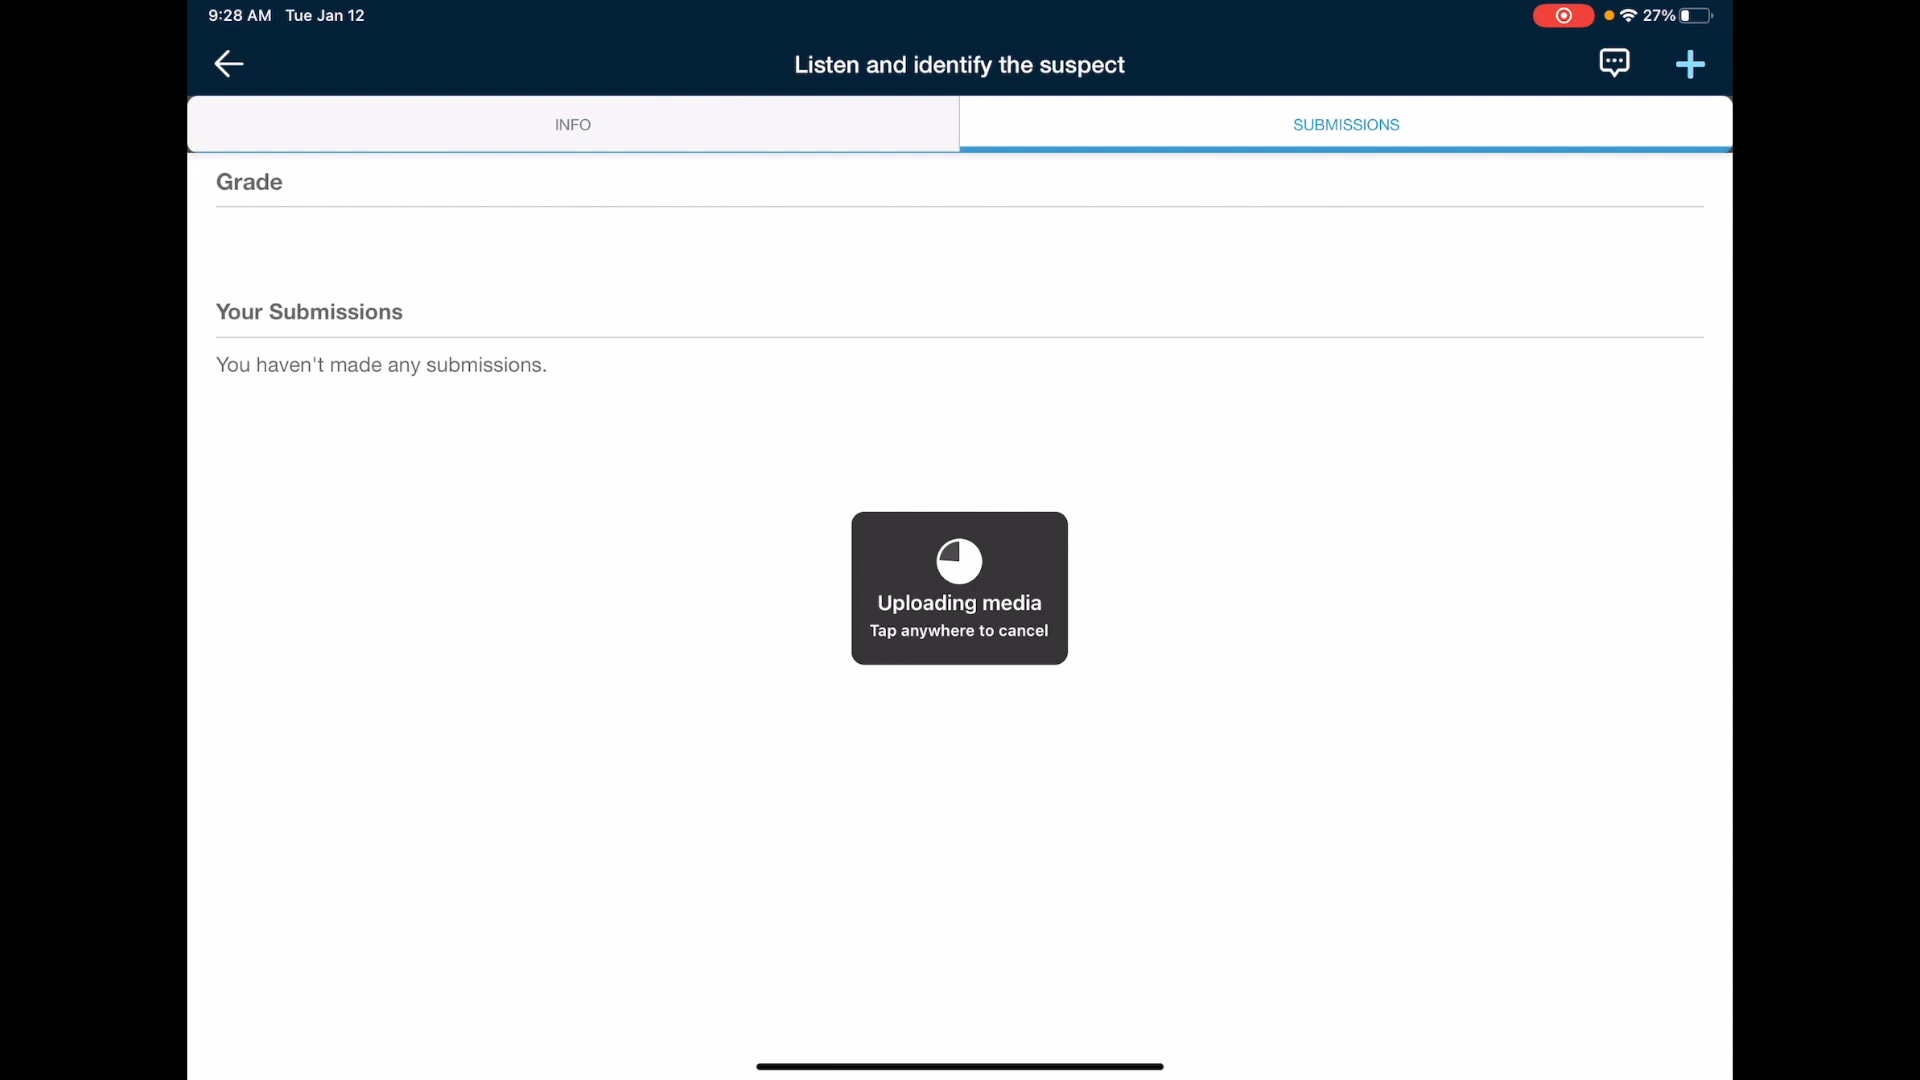 9:28 AM Tue Jan 12
27%
Listen and identify the suspect
INFO
SUBMISSIONS
Grade
Your Submissions
You haven't made any submissions.
Uploading media
Tap anywhere to cancel